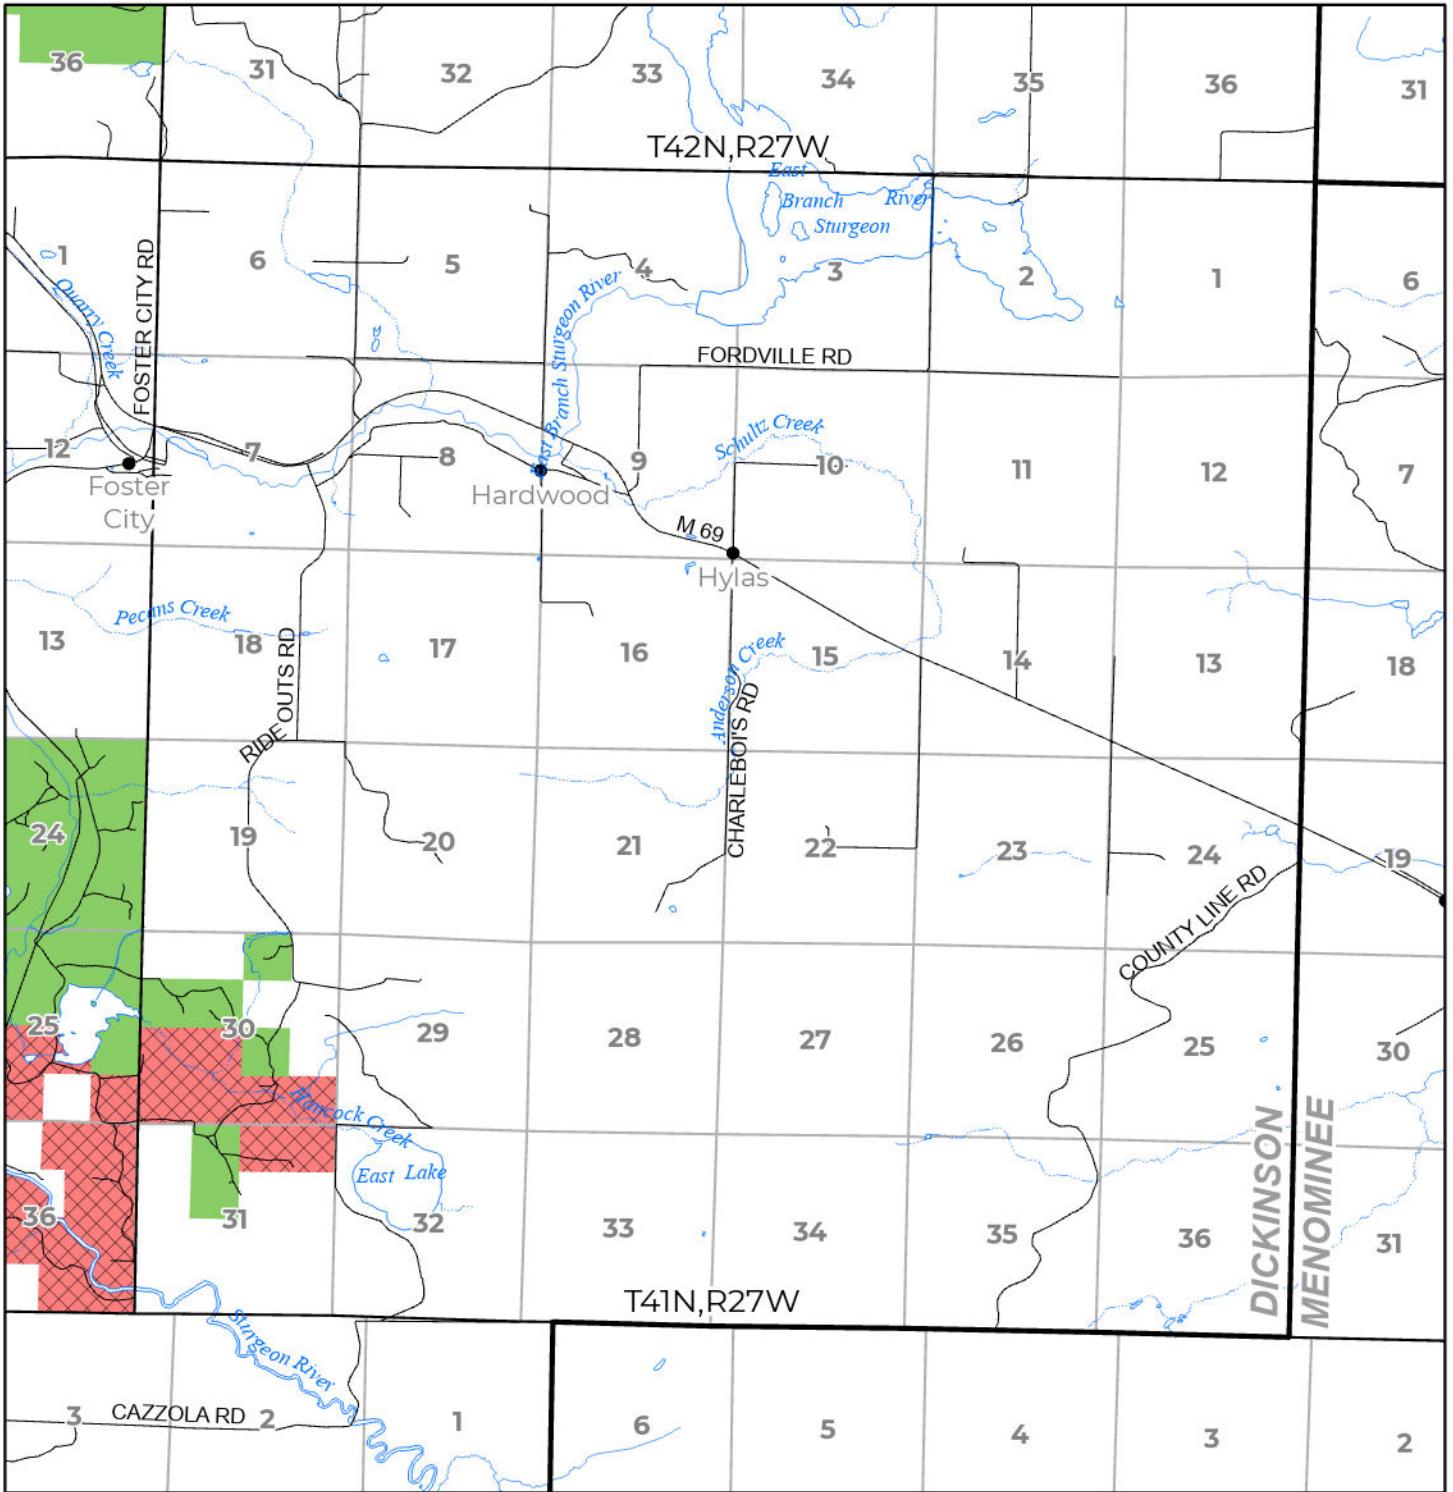 36
31
32
33
34
35
36
31
T42N,R27W
East
Branch
River
Sturgeon
1
6
5
4
3
2
1
6
Quarry Creek
FOSTER CITY RD
East Branch Sturgeon River
FORDVILLE RD
Schultz Creek
12
7
8
9
10
11
12
7
Foster
City
Hardwood
M 69
Hylas
Pecans Creek
13
18
17
16
15
14
13
18
RIDE OUTS RD
Anderson Creek
CHARLEBOI'S RD
24
19
20
21
22
23
24
19
COUNTY LINE RD
25
30
29
28
27
26
25
30
Hancock Creek
East Lake
DICKINSON
MENOMINEE
36
31
32
33
34
35
36
31
T41N,R27W
Sturgeon River
3
CAZZOLA RD
2
1
6
5
4
3
2